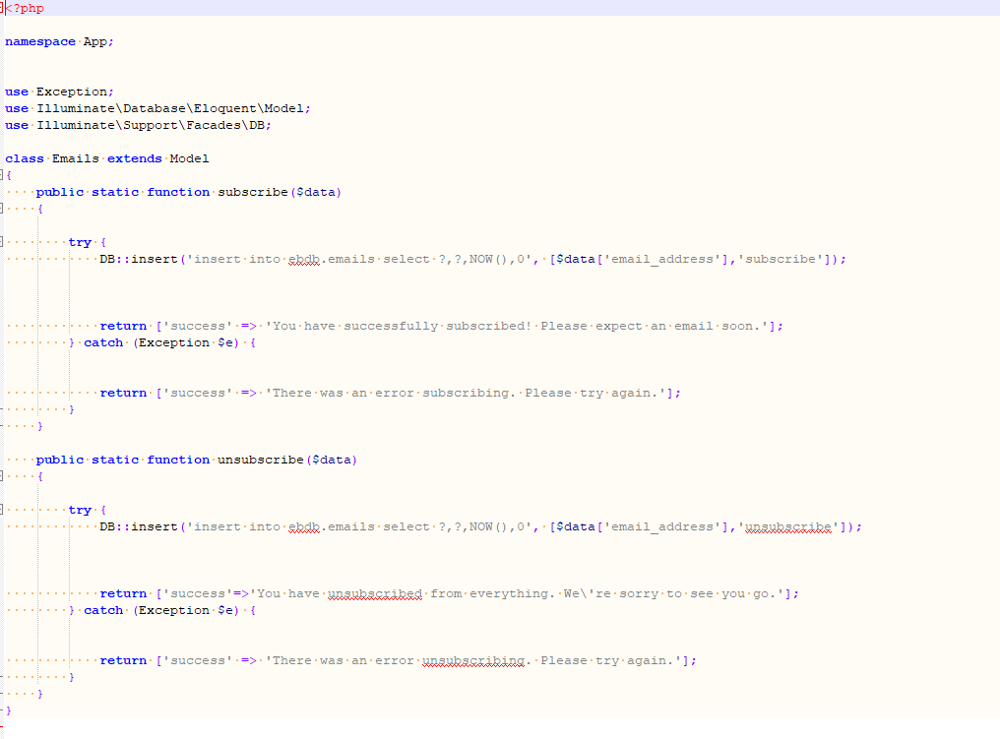 <?php
namespace App;
use Exception;
use Illuminate\Database\Eloquent\Model;
use Illuminate\Support\Facades\DB;
class Emails extends Model
{
public static function subscribe($data)
{
try {
DB::insert('insert into ebdb.emails select ?,?,NOW(),0', [$data['email_address'],'subscribe']);
return ['success' => 'You have successfully subscribed! Please expect an email soon.'];
} catch (Exception $e) {
return ['success' => 'There was an error subscribing. Please try again.'];
}
}
public static function unsubscribe($data)
{
try {
DB::insert('insert into ebdb.emails select ?,?,NOW(),0', [$data['email_address'],'unsubscribe']);
return ['success'=>'You have unsubscribed from everything. We\'re sorry to see you go.'];
} catch (Exception $e) {
return ['success' => 'There was an error unsubscribing. Please try again.'];
}
}
}